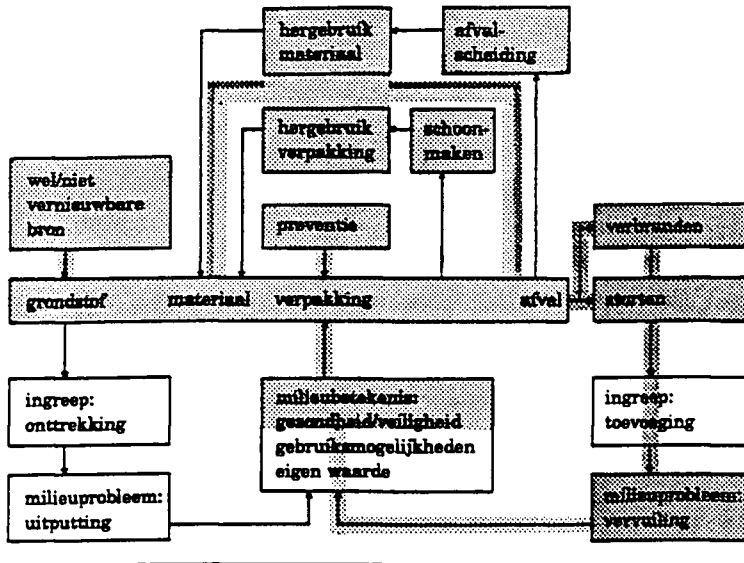 hergebruik
materiaal
afval-
scheiding
hergebruik
verpakking
schoon-
maken
wel/niet
vernieuwbare
bron
preventie
verbranden
grondstof materiaal verpakking afval
storten
ingreep:
onttrekking
milieubetekenis:
gezondheid/veiligheid
gebruiksmogelijkheden
eigen waarde
ingreep:
toevoeging
milieuprobleem:
uitputting
milieuprobleem:
vervuiling